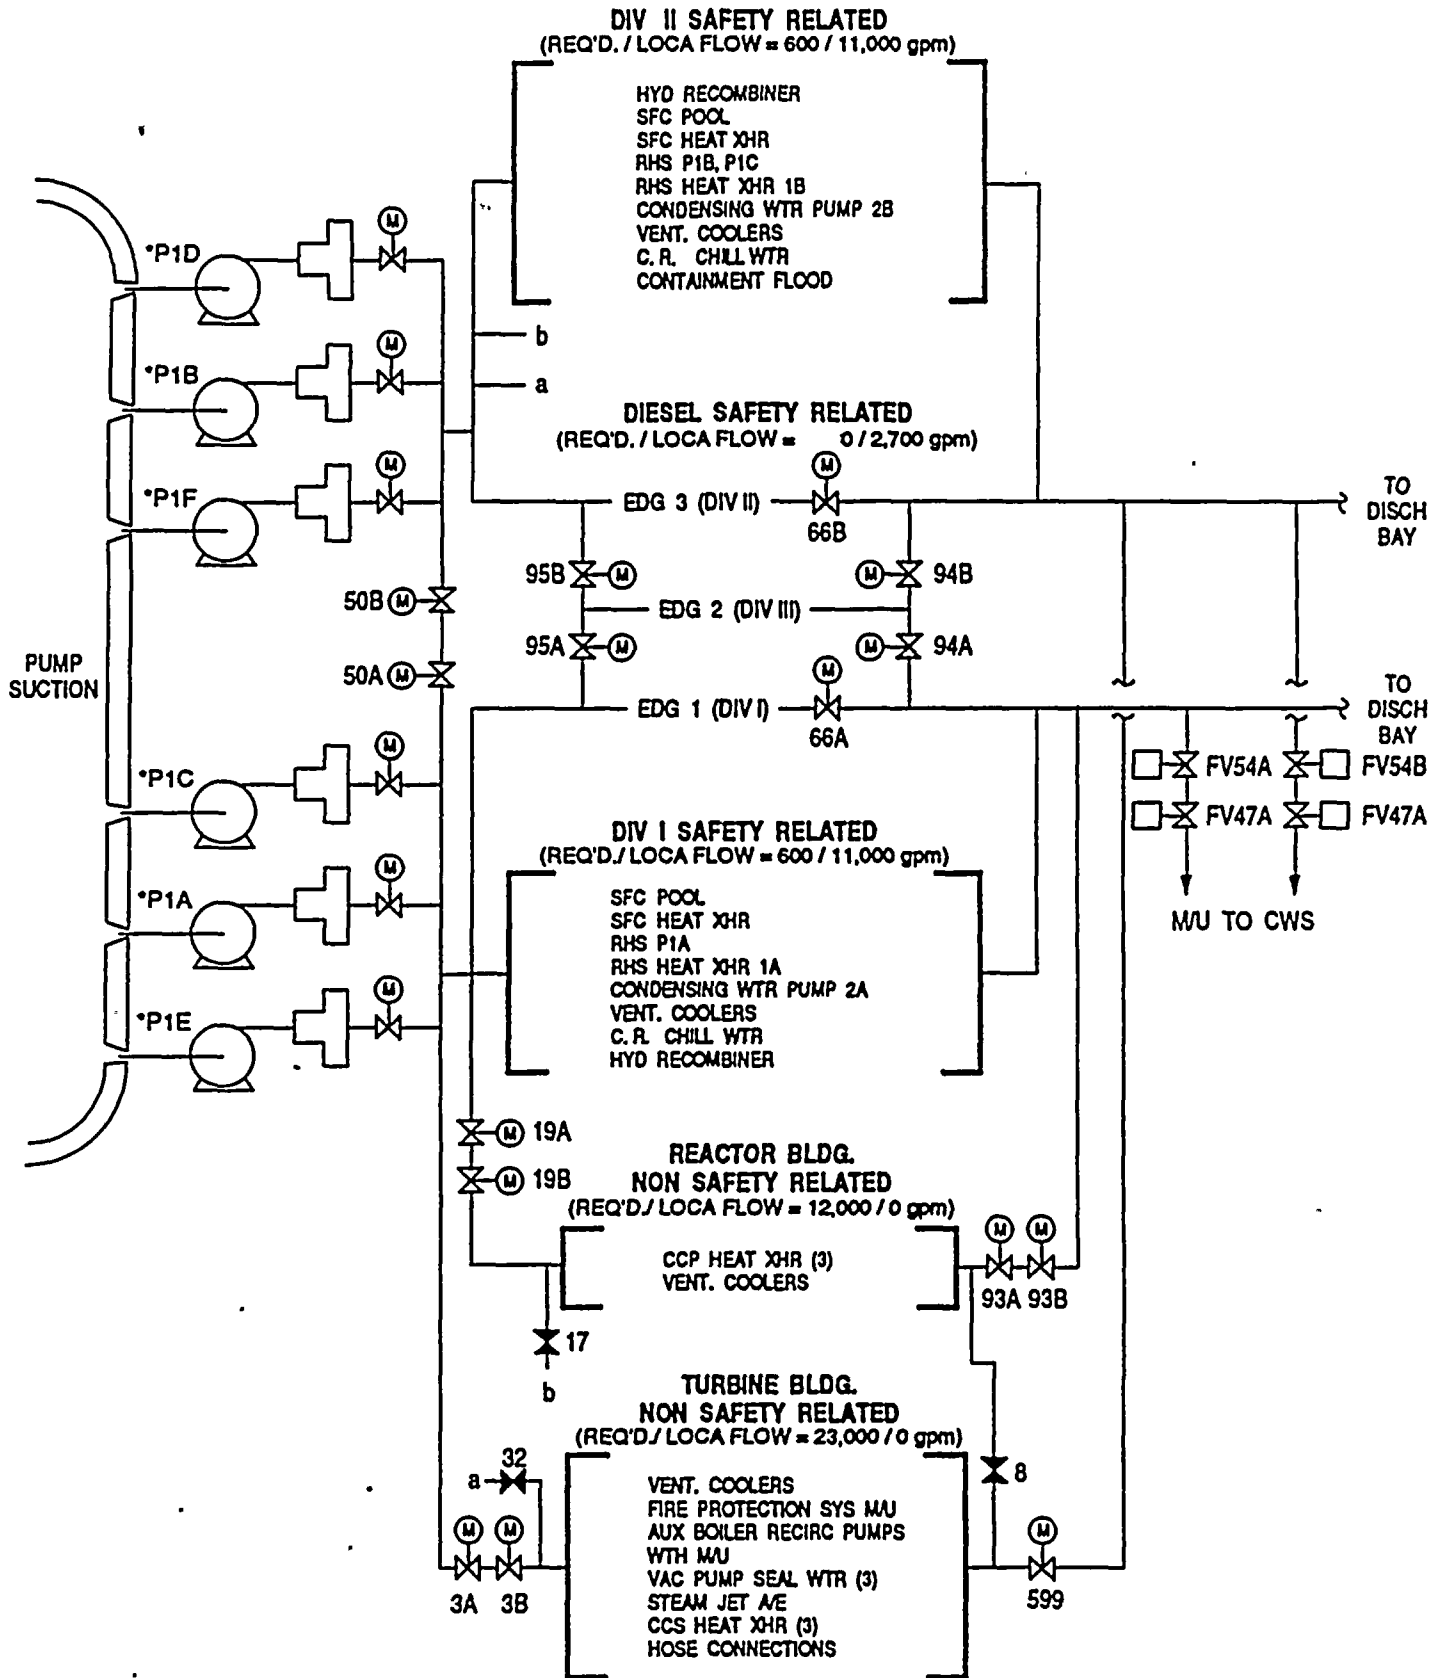 DIV II SAFETY RELATED
(REQ'D. / LOCA FLOW = 600 / 11,000 gpm)
HYD RECOMBINER
SFC POOL
SFC HEAT XHR
RHS P1B, P1C
RHS HEAT XHR 1B
CONDENSING WTR PUMP 2B
VENT. COOLERS
C. R. CHILL WTR
CONTAINMENT FLOOD
*P1D
M
*P1B
M
*P1F
M
b
a
DIESEL SAFETY RELATED
(REQ'D. / LOCA FLOW = 0 / 2,700 gpm)
M
EDG 3 (DIV II)
66B
TO
DISCH
BAY
95B M
M 94B
50B M
EDG 2 (DIV III)
95A M
M 94A
50A M
PUMP
SUCTION
M
EDG 1 (DIV I)
66A
TO
DISCH
BAY
*P1C
M
FV54A
FV54B
FV47A
FV47A
M/U TO CWS
*P1A
M
*P1E
M
DIV I SAFETY RELATED
(REQ'D./ LOCA FLOW = 600 / 11,000 gpm)
SFC POOL
SFC HEAT XHR
RHS P1A
RHS HEAT XHR 1A
CONDENSING WTR PUMP 2A
VENT. COOLERS
C. R. CHILL WTR
HYD RECOMBINER
M 19A
M 19B
REACTOR BLDG.
NON SAFETY RELATED
(REQ'D./ LOCA FLOW = 12,000 / 0 gpm)
CCP HEAT XHR (3)
VENT. COOLERS
M M
93A 93B
17
b
TURBINE BLDG.
NON SAFETY RELATED
(REQ'D./ LOCA FLOW = 23,000 / 0 gpm)
32
a
8
VENT. COOLERS
FIRE PROTECTION SYS M/U
AUX BOILER RECIRC PUMPS
WTH M/U
VAC PUMP SEAL WTR (3)
STEAM JET A/E
CCS HEAT XHR (3)
HOSE CONNECTIONS
M M
3A 3B
M
599